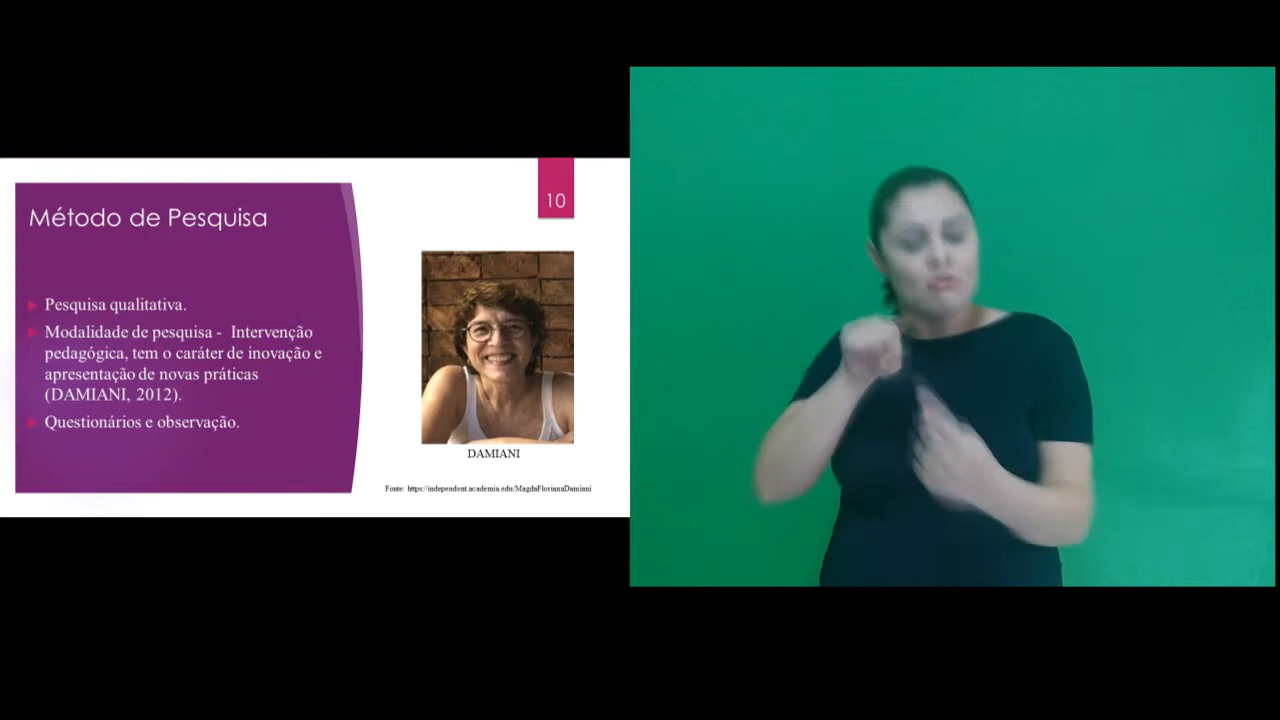 10
Método de Pesquisa
Pesquisa qualitativa.
Modalidade de pesquisa - Intervenção
pedagógica, tem o caráter de inovação e
apresentação de novas práticas
(DAMIANI, 2012).
Questionários e observação.
DAMIANI
Fonte: https://independent.academia.edu/MagdaFlorianaDamiani